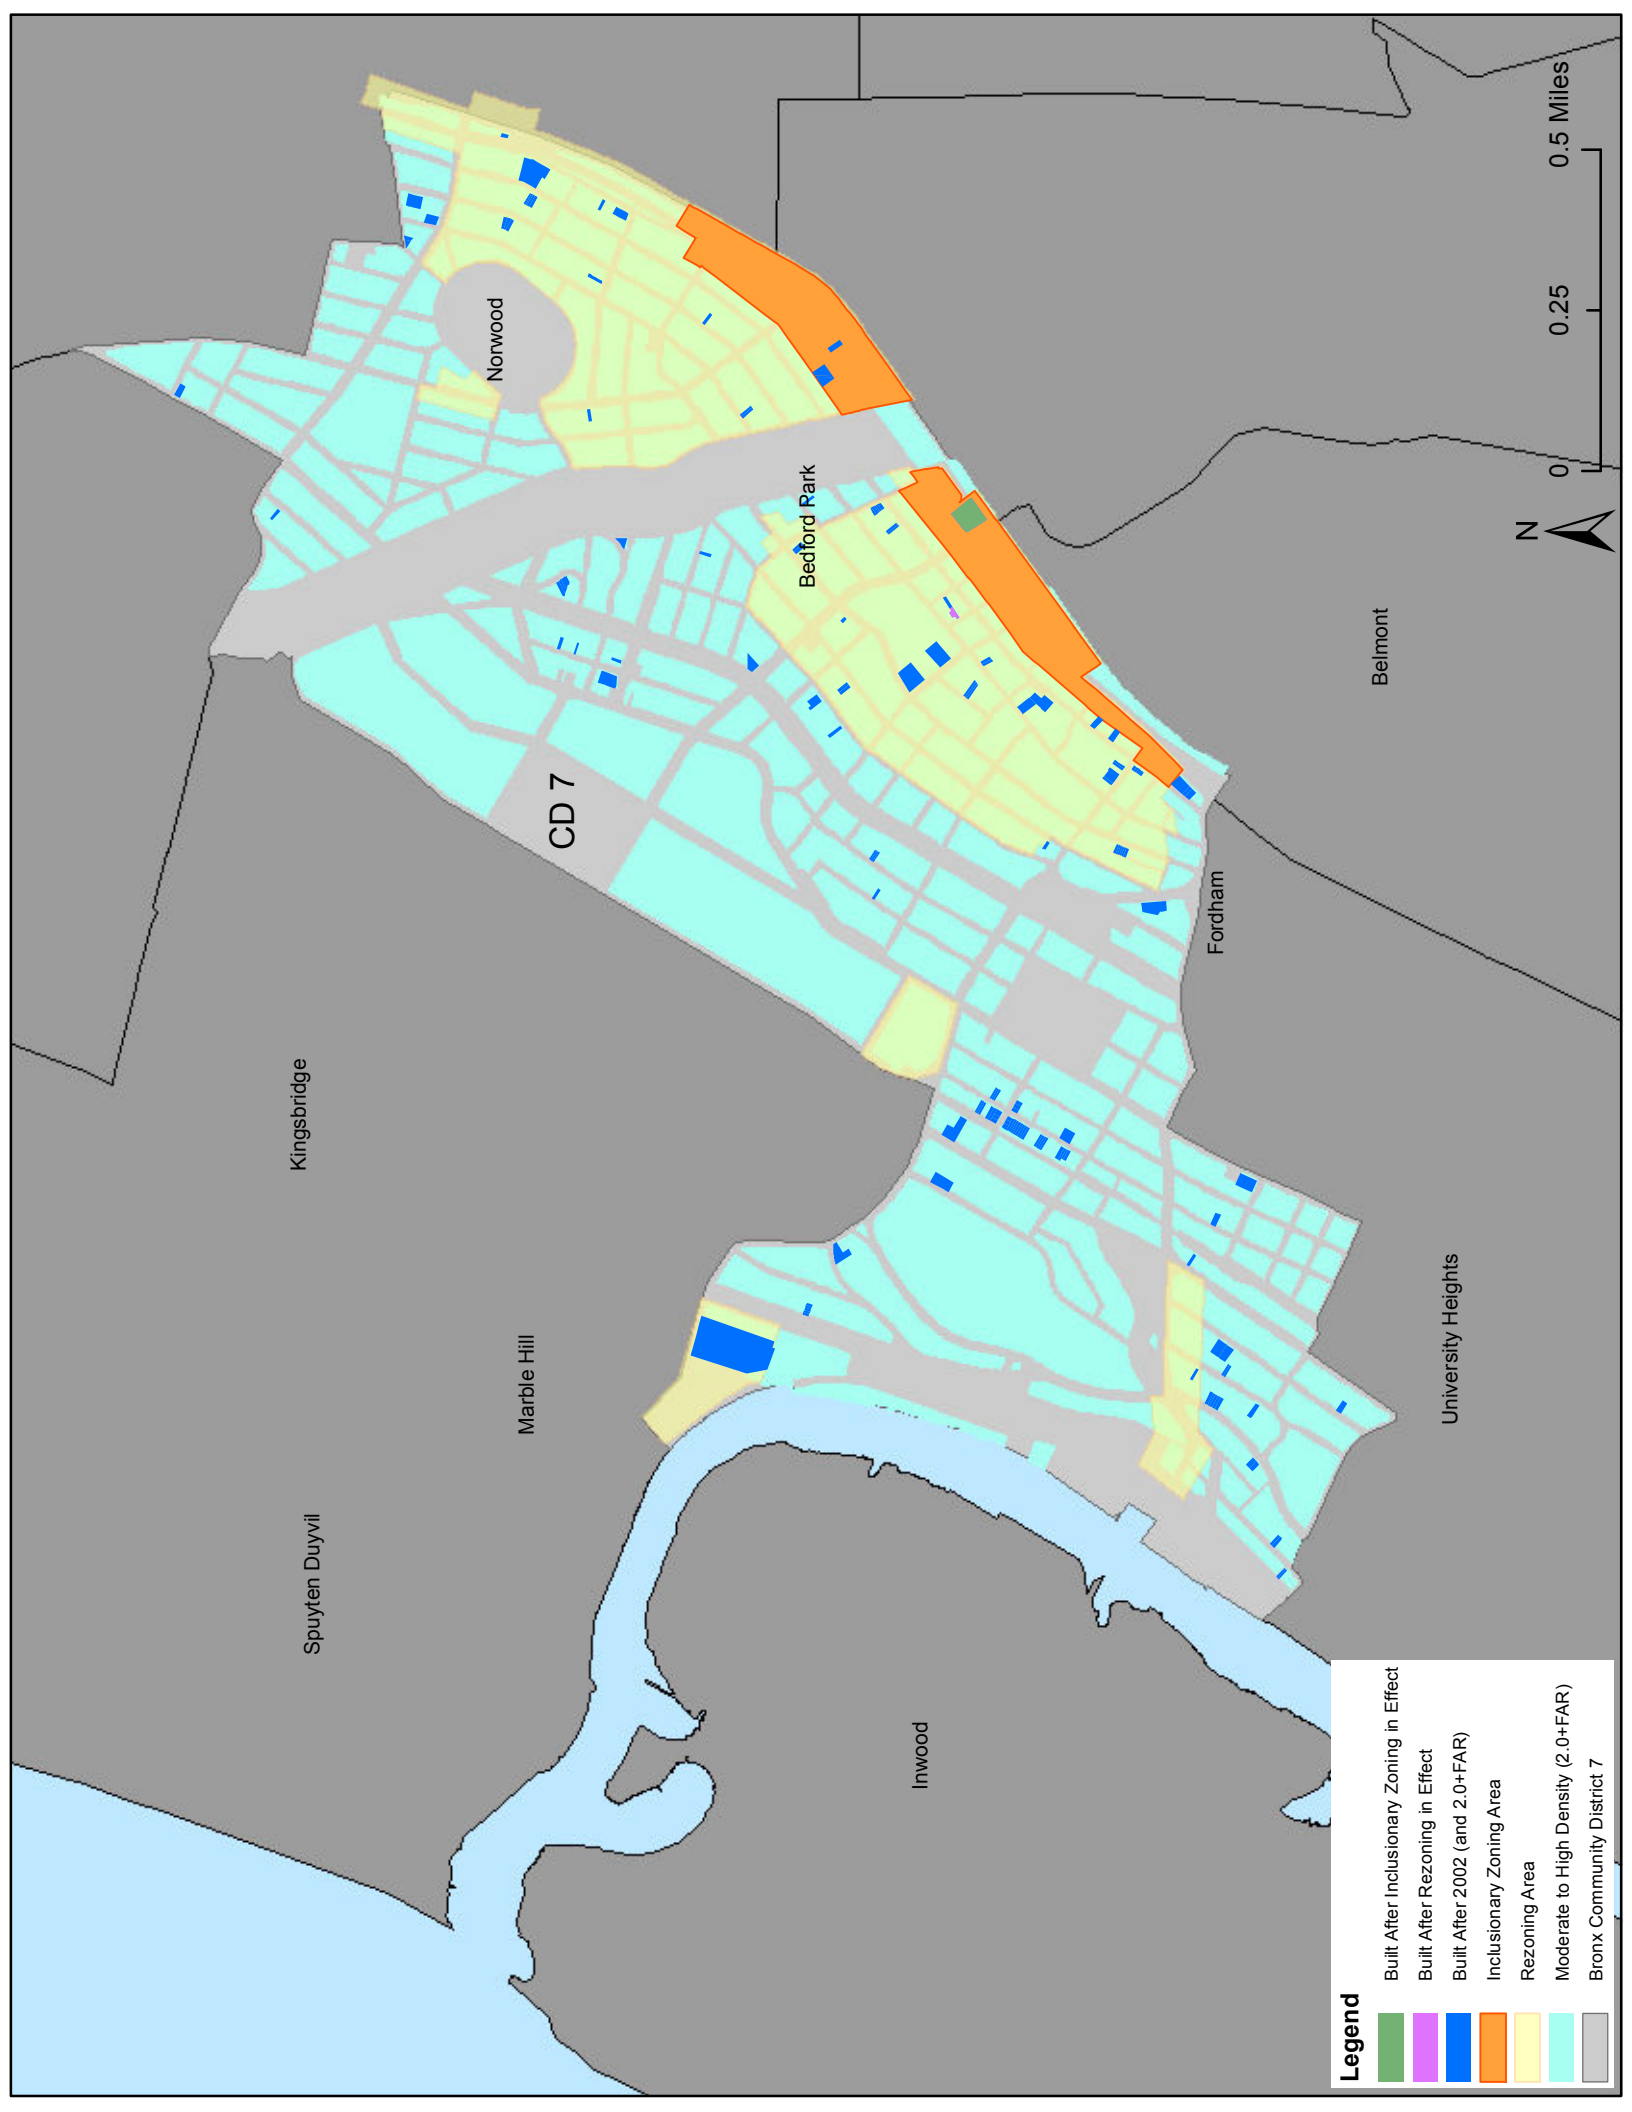 Norwood
Bedford Park
CD 7
Belmont
Fordham
Kingsbridge
Marble Hill
University Heights
Spuyten Duyvil
Inwood
N
0 0.25 0.5 Miles
Legend
Built After Inclusionary Zoning in Effect
Built After Rezoning in Effect
Built After 2002 (and 2.0+FAR)
Inclusionary Zoning Area
Rezoning Area
Moderate to High Density (2.0+FAR)
Bronx Community District 7